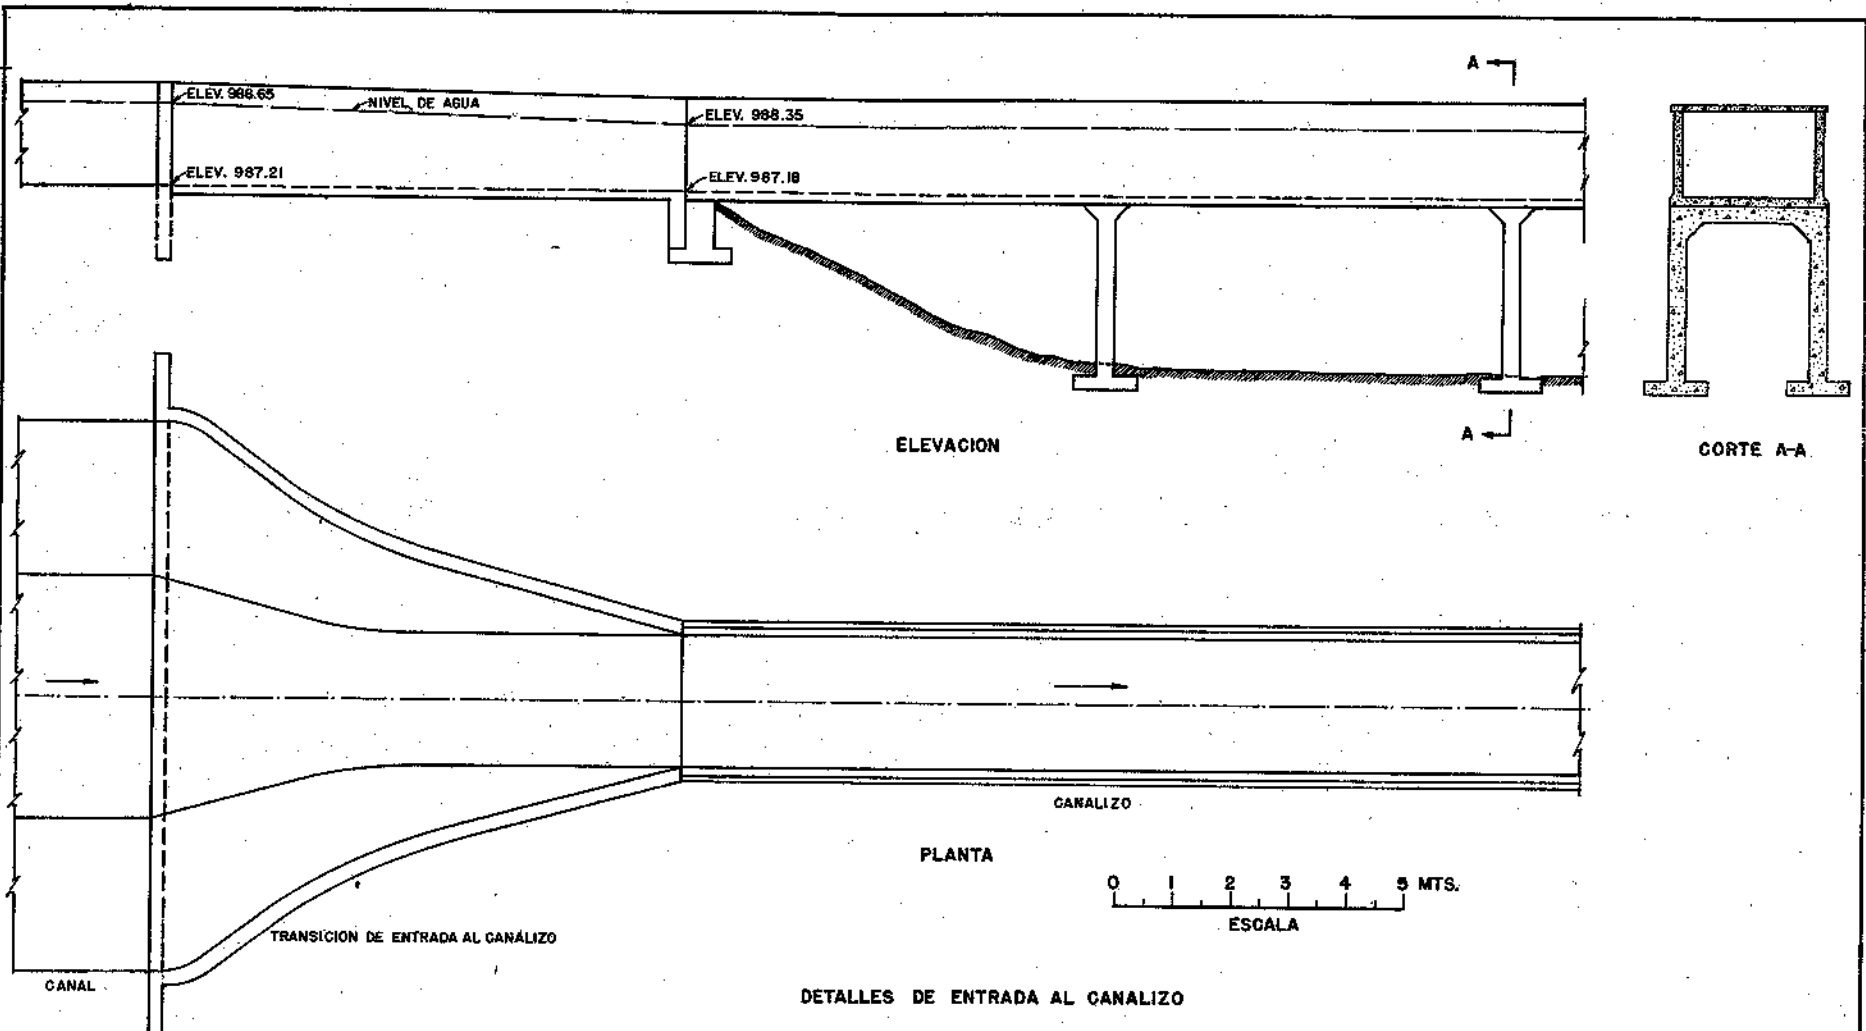 A
ELEV. 988.65
NIVEL DE AGUA
ELEV. 988.35
ELEV. 987.21
ELEV. 987.18
A
ELEVACION
CORTE A-A
CANALIZO
PLANTA
0 1 2 3 4 5 MTS.
ESCALA
TRANSICION DE ENTRADA AL CANALIZO
CANAL
DETALLES DE ENTRADA AL CANALIZO